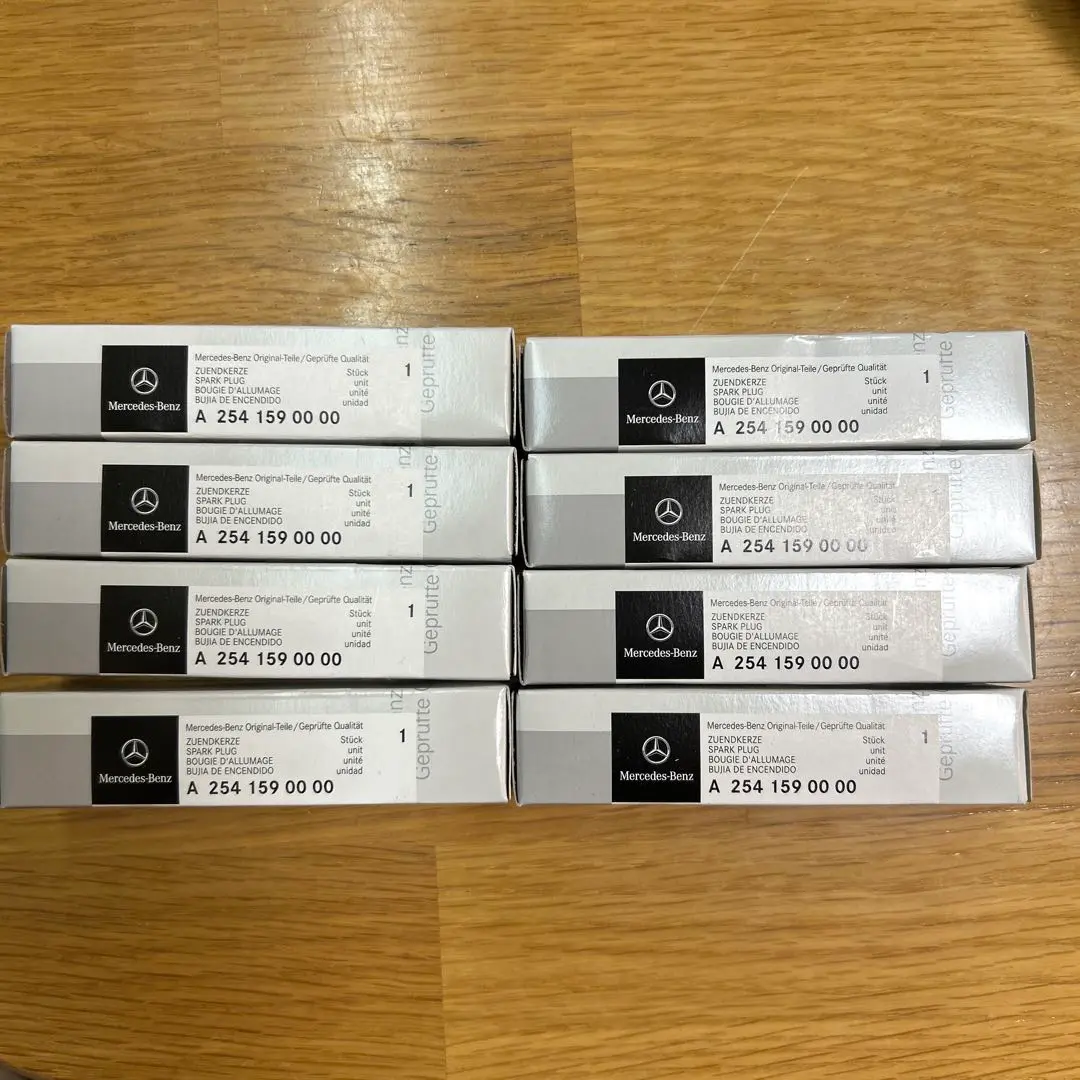 Mercedes-Benz
Mercedes-Benz Original-Teile/Geprüfte Qualität
ZUENDKERZE Stück 1
SPARK PLUG unit
BOUGIE D'ALLUMAGE unité
BUJIA DE ENCENDIDO unidad
A 254 159 00 00
nz
Geprüfte
Mercedes-Benz
Mercedes-Benz Original-Teile/Geprüfte Qualität
ZUENDKERZE Stück 1
SPARK PLUG unit
BOUGIE D'ALLUMAGE unité
BUJIA DE ENCENDIDO unidad
A 254 159 00 00
nz
Geprüfte
Mercedes-Benz
Mercedes-Benz Original-Teile/Geprüfte Qualität
ZUENDKERZE Stück 1
SPARK PLUG unit
BOUGIE D'ALLUMAGE unité
BUJIA DE ENCENDIDO unidad
A 254 159 00 00
nz
Geprüfte
Mercedes-Benz
Mercedes-Benz Original-Teile/Geprüfte Qualität
ZUENDKERZE Stück 1
SPARK PLUG unit
BOUGIE D'ALLUMAGE unité
BUJIA DE ENCENDIDO unidad
A 254 159 00 00
nz
Geprüfte
Mercedes-Benz
Mercedes-Benz Original-Teile/Geprüfte Qualität
ZUENDKERZE Stück 1
SPARK PLUG unit
BOUGIE D'ALLUMAGE unité
BUJIA DE ENCENDIDO unidad
A 254 159 00 00
nz
Geprüfte
Mercedes-Benz
Mercedes-Benz Original-Teile/Geprüfte Qualität
ZUENDKERZE Stück 1
SPARK PLUG unit
BOUGIE D'ALLUMAGE unité
BUJIA DE ENCENDIDO unidad
A 254 159 00 00
nz
Geprüfte
Mercedes-Benz
Mercedes-Benz Original-Teile/Geprüfte Qualität
ZUENDKERZE Stück 1
SPARK PLUG unit
BOUGIE D'ALLUMAGE unité
BUJIA DE ENCENDIDO unidad
A 254 159 00 00
nz
Geprüfte
Mercedes-Benz
Mercedes-Benz Original-Teile/Geprüfte Qualität
ZUENDKERZE Stück 1
SPARK PLUG unit
BOUGIE D'ALLUMAGE unité
BUJIA DE ENCENDIDO unidad
A 254 159 00 00
nz
Geprüfte